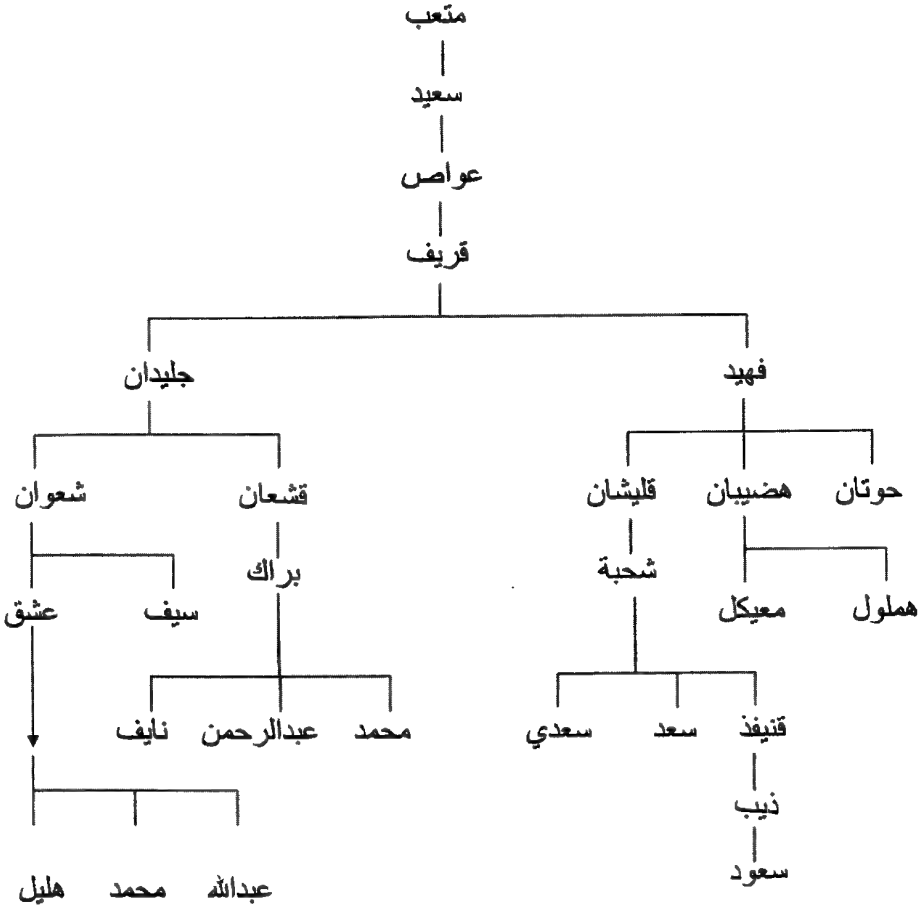 متعب
سعيد
عواص
قريف
فهيد جليدان
حوتان هضيبان قليشان قشعان شعوان
هملول معيكل شحبة براك سيف عشق
قنيفذ سعد سعدي محمد عبدالرحمن نايف
ذيب
سعود
عبدالله محمد هليل